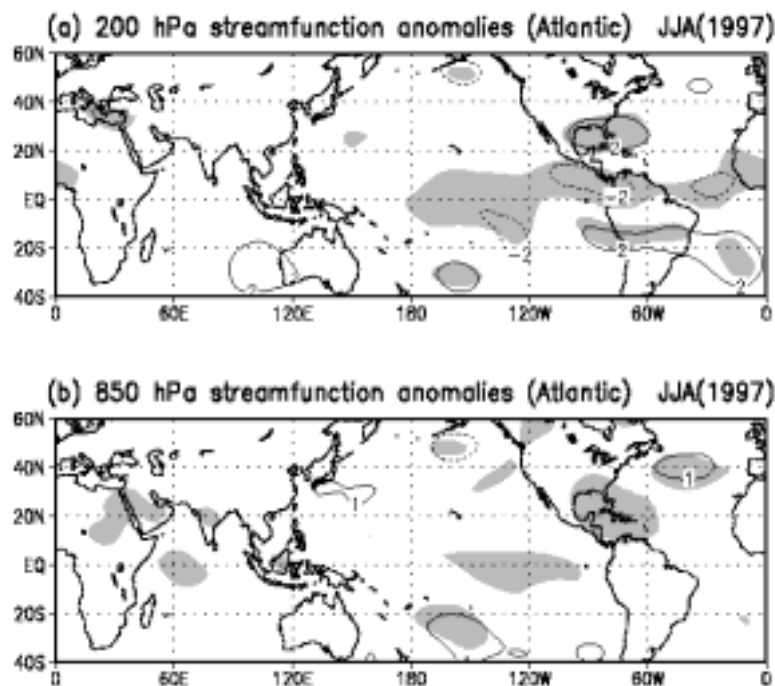 (a) 200 hPa streamfunction anomalies (Atlantic) JJA(1997)
60N
40N
20N
EQ
20S
40S
2
-2
-2
-2
2
2
0 60E 120E 180 120W 60W 0
(b) 850 hPa streamfunction anomalies (Atlantic) JJA(1997)
60N
40N
20N
EQ
20S
40S
1
1
0 60E 120E 180 120W 60W 0